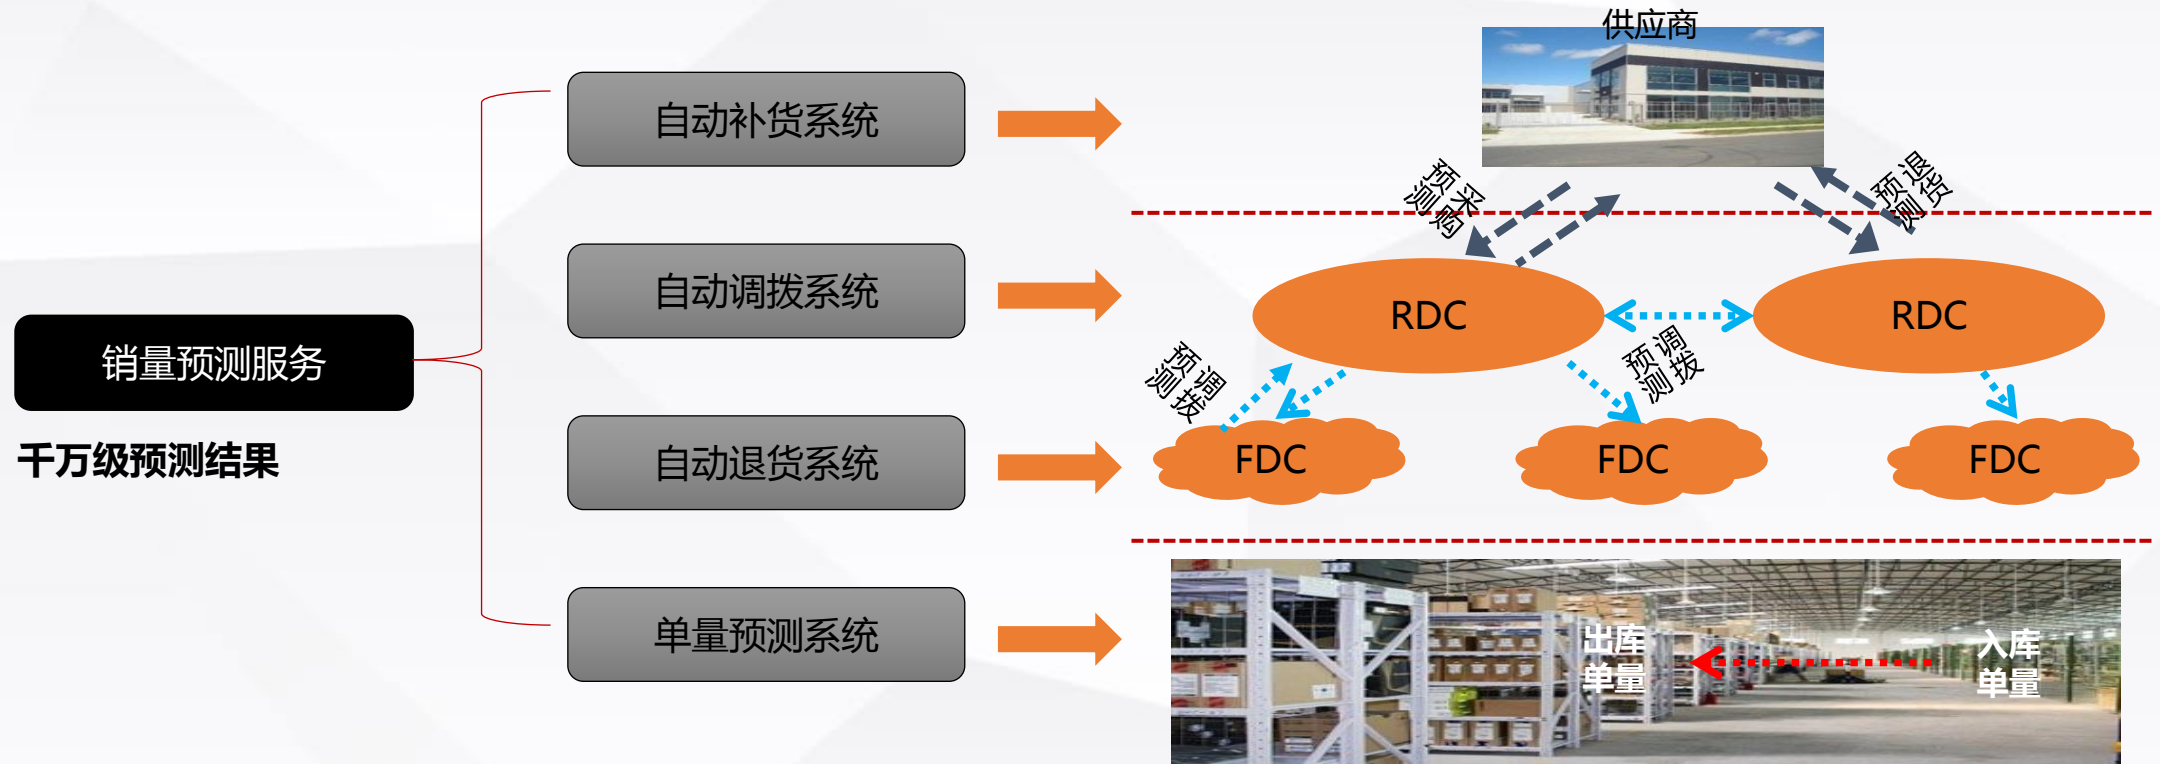 供应商
自动补货系统
预测
采购
预测
退货
自动调拨系统
RDC
RDC
销量预测服务
预测
调拨
预测
调拨
千万级预测结果
自动退货系统
FDC
FDC
FDC
单量预测系统
出库
单量
入库
单量